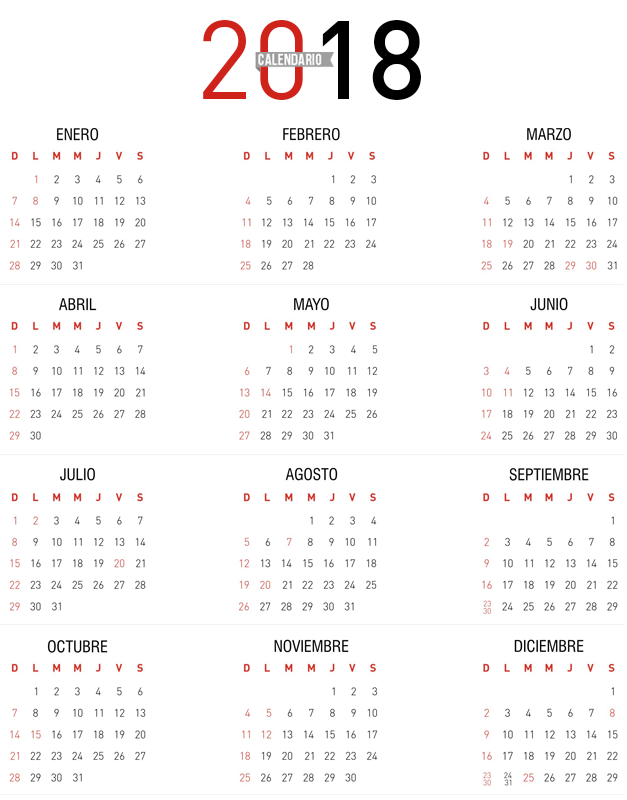 2018
CALENDARIO
ENERO
D L M M J V S
1 2 3 4 5 6
7 8 9 10 11 12 13
14 15 16 17 18 19 20
21 22 23 24 25 26 27
28 29 30 31
FEBRERO
D L M M J V S
1 2 3
4 5 6 7 8 9 10
11 12 13 14 15 16 17
18 19 20 21 22 23 24
25 26 27 28
MARZO
D L M M J V S
1 2 3
4 5 6 7 8 9 10
11 12 13 14 15 16 17
18 19 20 21 22 23 24
25 26 27 28 29 30 31
ABRIL
D L M M J V S
1 2 3 4 5 6 7
8 9 10 11 12 13 14
15 16 17 18 19 20 21
22 23 24 25 26 27 28
29 30
MAYO
D L M M J V S
1 2 3 4 5
6 7 8 9 10 11 12
13 14 15 16 17 18 19
20 21 22 23 24 25 26
27 28 29 30 31
JUNIO
D L M M J V S
1 2
3 4 5 6 7 8 9
10 11 12 13 14 15 16
17 18 19 20 21 22 23
24 25 26 27 28 29 30
JULIO
D L M M J V S
1 2 3 4 5 6 7
8 9 10 11 12 13 14
15 16 17 18 19 20 21
22 23 24 25 26 27 28
29 30 31
AGOSTO
D L M M J V S
1 2 3 4
5 6 7 8 9 10 11
12 13 14 15 16 17 18
19 20 21 22 23 24 25
26 27 28 29 30 31
SEPTIEMBRE
D L M M J V S
1
2 3 4 5 6 7 8
9 10 11 12 13 14 15
16 17 18 19 20 21 22
23 24 25 26 27 28 29
30
OCTUBRE
D L M M J V S
1 2 3 4 5 6
7 8 9 10 11 12 13
14 15 16 17 18 19 20
21 22 23 24 25 26 27
28 29 30 31
NOVIEMBRE
D L M M J V S
1 2 3
4 5 6 7 8 9 10
11 12 13 14 15 16 17
18 19 20 21 22 23 24
25 26 27 28 29 30
DICIEMBRE
D L M M J V S
1
2 3 4 5 6 7 8
9 10 11 12 13 14 15
16 17 18 19 20 21 22
23 24 25 26 27 28 29
30 31